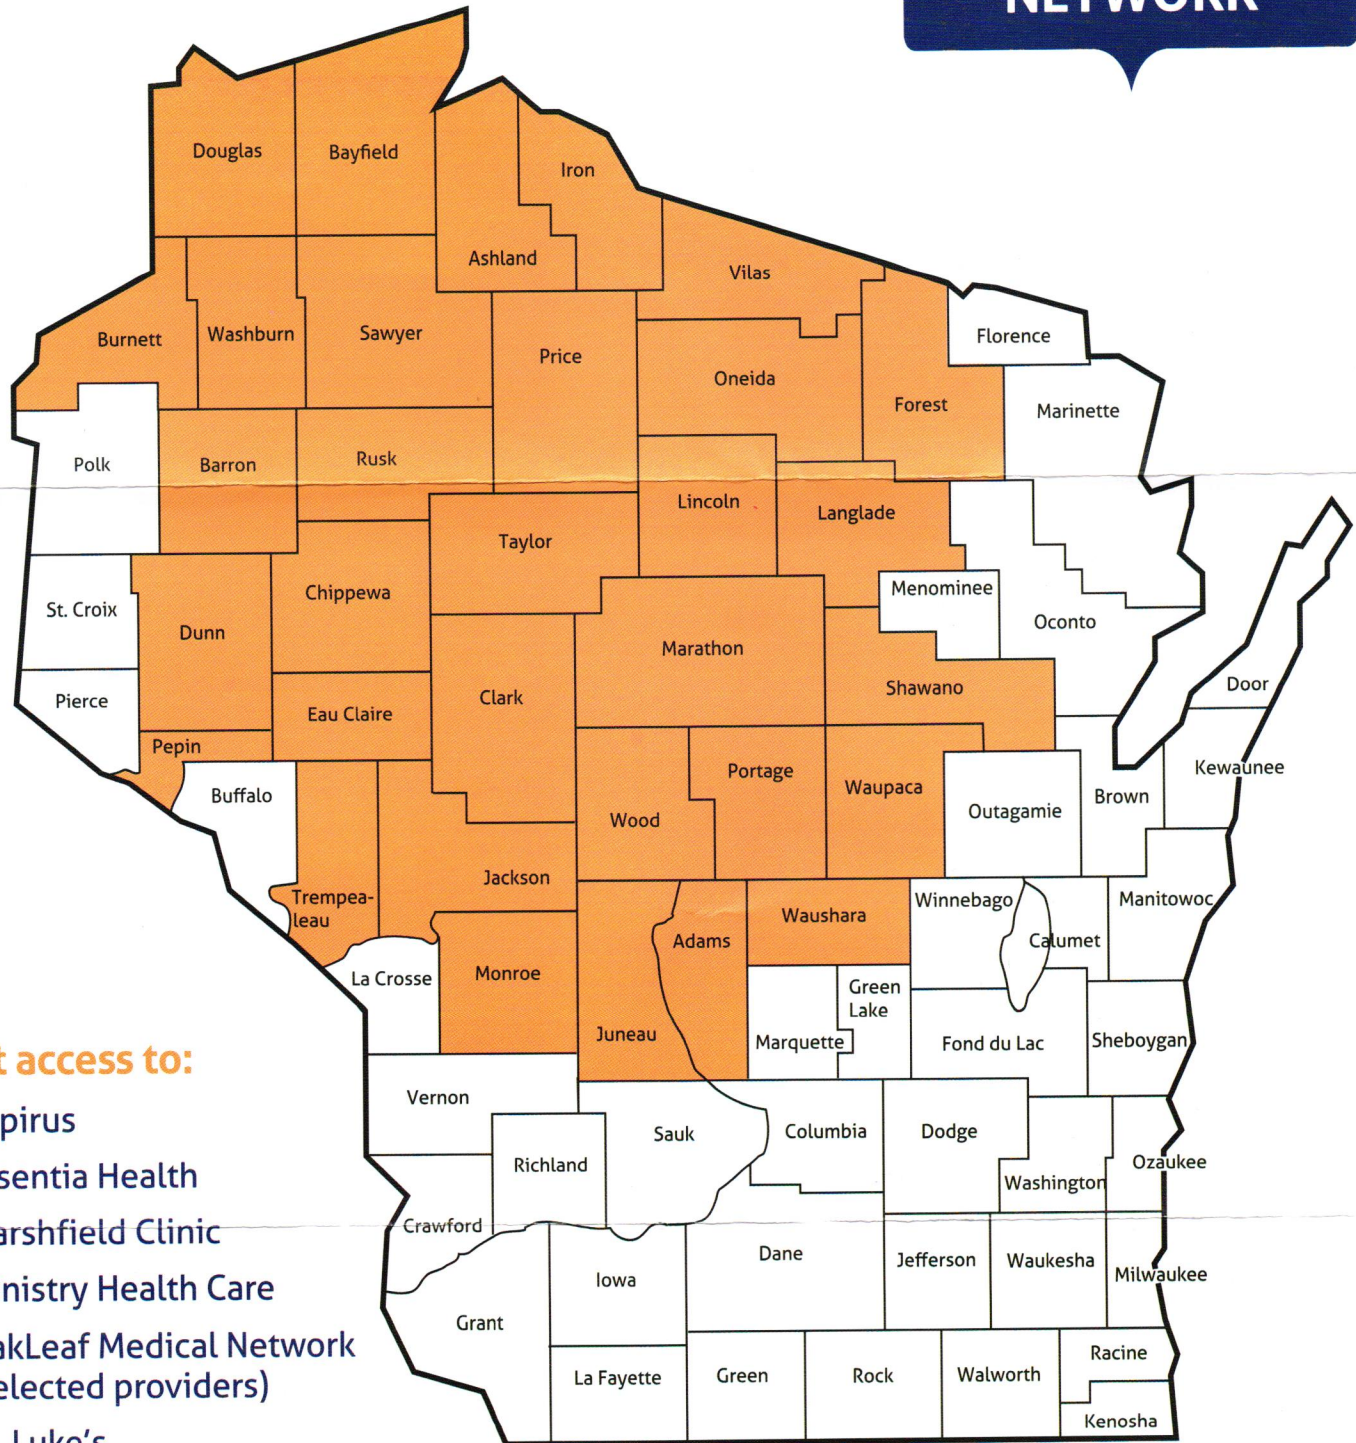 NETWORK
Douglas
Bayfield
Iron
Ashland
Vilas
Burnett
Washburn
Sawyer
Price
Florence
Oneida
Forest
Marinette
Polk
Barron
Rusk
Lincoln
Langlade
Taylor
Chippewa
Menominee
St. Croix
Dunn
Oconto
Marathon
Clark
Shawano
Door
Pierce
Eau Claire
Pepin
Buffalo
Portage
Waupaca
Kewaunee
Brown
Wood
Outagamie
Jackson
Trempea-
leau
Winnebago
Manitowoc
Waushara
Adams
Calumet
La Crosse
Monroe
Green
Lake
Juneau
Marquette
Fond du Lac
Sheboygan
t access to:
Vernon
pirus
Sauk
Columbia
Dodge
Richland
Ozaukee
sentia Health
Washington
arshfield Clinic
Crawford
Dane
Jefferson
Waukesha
Milwaukee
Iowa
nistry Health Care
Grant
akLeaf Medical Network
elected providers)
La Fayette
Green
Rock
Walworth
Racine
Kenosha
Luke's